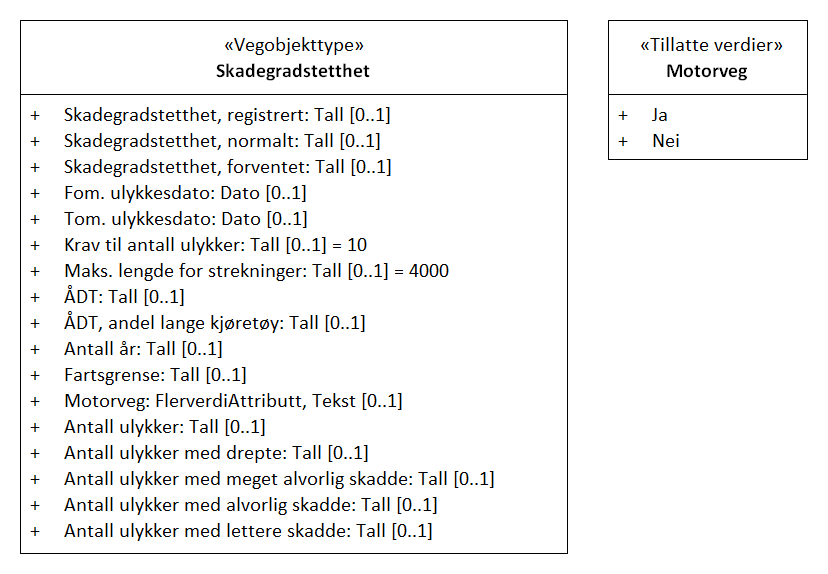 «Vegobjekttype»
Skadegradstetthet
+ Skadegradstetthet, registrert: Tall [0..1]
+ Skadegradstetthet, normalt: Tall [0..1]
+ Skadegradstetthet, forventet: Tall [0..1]
+ Fom. ulykkesdato: Dato [0..1]
+ Tom. ulykkesdato: Dato [0..1]
+ Krav til antall ulykker: Tall [0..1] = 10
+ Maks. lengde for strekninger: Tall [0..1] = 4000
+ ÅDT: Tall [0..1]
+ ÅDT, andel lange kjøretøy: Tall [0..1]
+ Antall år: Tall [0..1]
+ Fartsgrense: Tall [0..1]
+ Motorveg: FlerverdiAttributt, Tekst [0..1]
+ Antall ulykker: Tall [0..1]
+ Antall ulykker med drepte: Tall [0..1]
+ Antall ulykker med meget alvorlig skadde: Tall [0..1]
+ Antall ulykker med alvorlig skadde: Tall [0..1]
+ Antall ulykker med lettere skadde: Tall [0..1]
«Tillatte verdier»
Motorveg
+ Ja
+ Nei